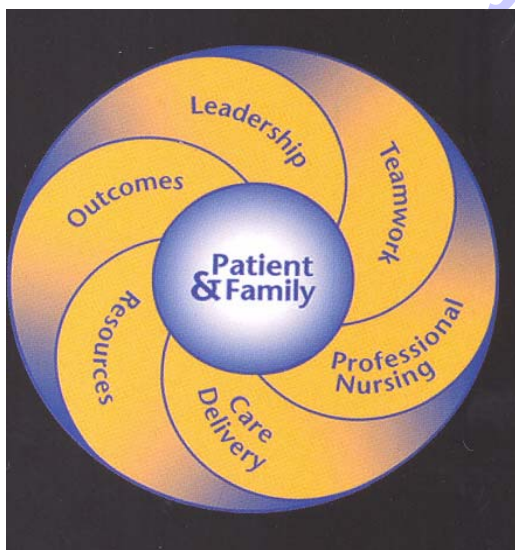 Leadership
Teamwork
Professional
Nursing
Care
Delivery
Resources
Outcomes
Patient
& Family